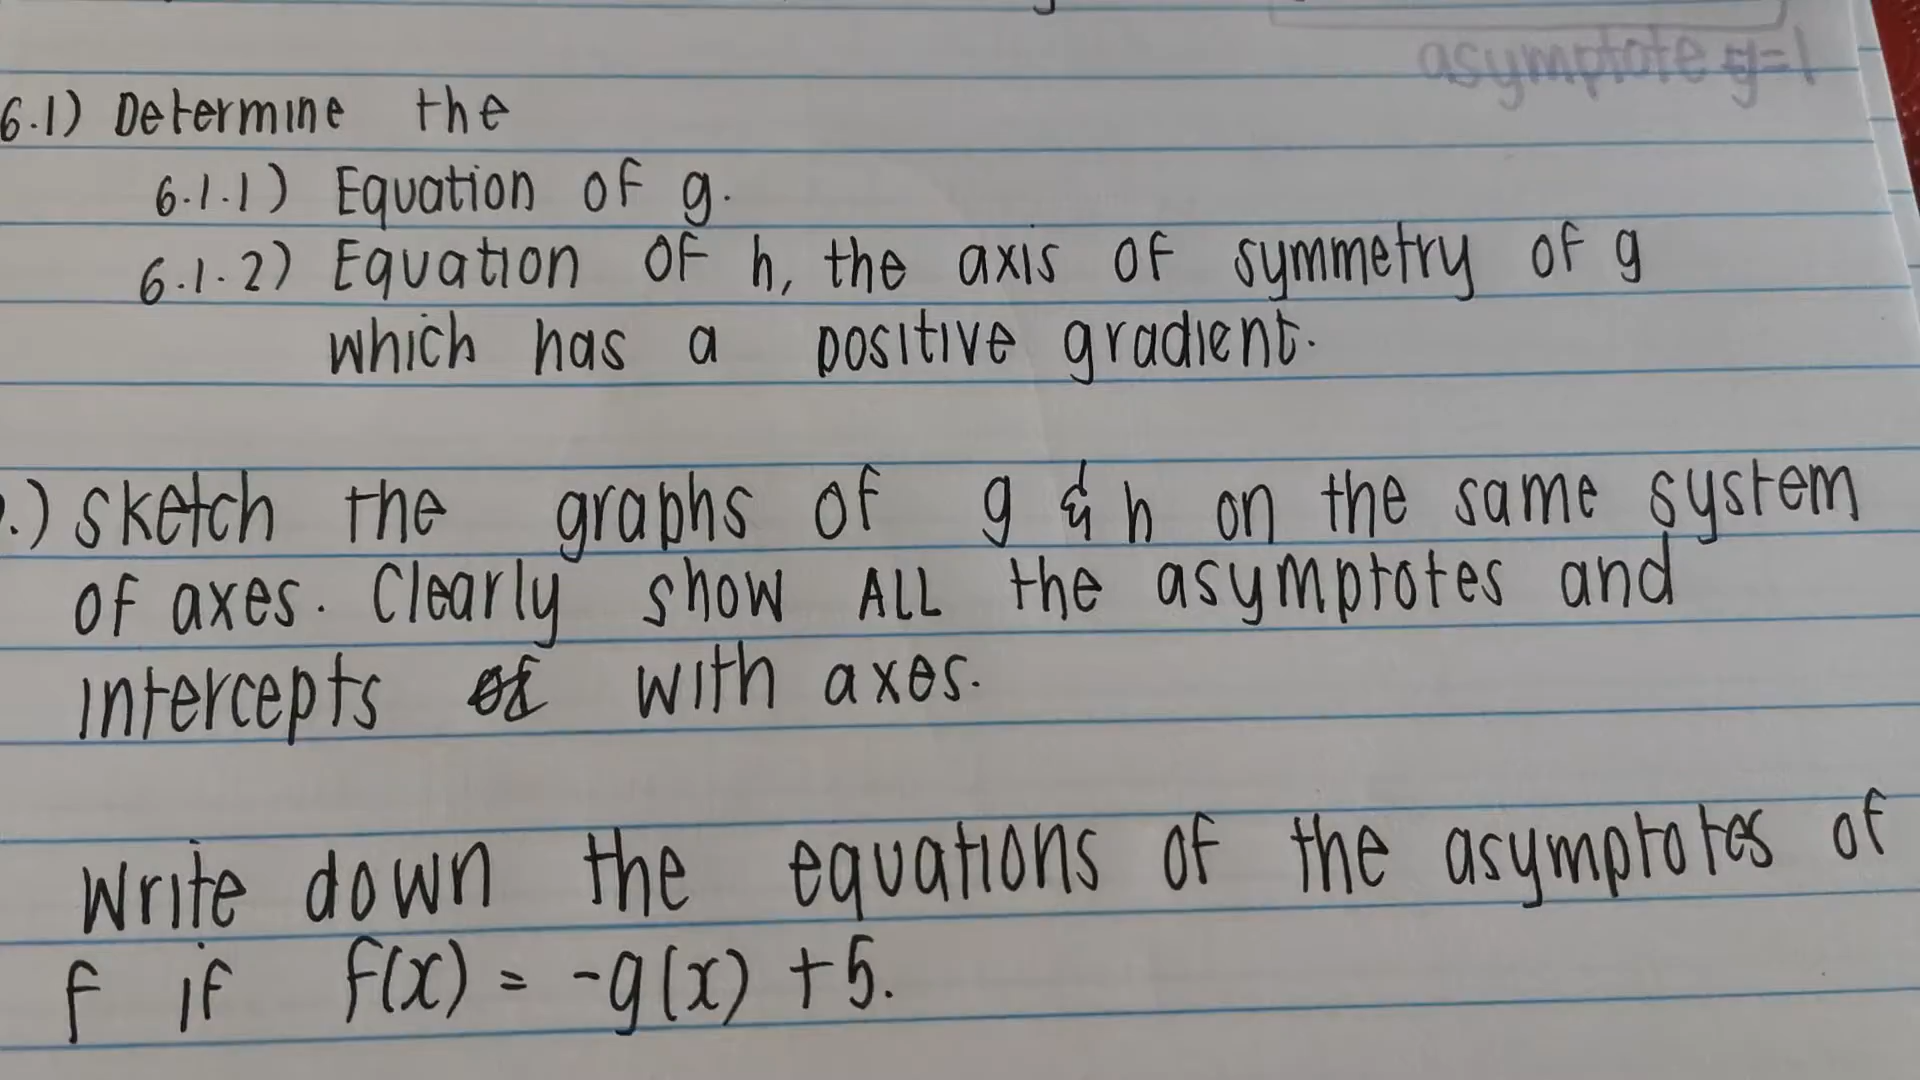 asymptote y=1
6.1) Determine the
6.1.1) Equation of g.
6.1.2) Equation of h, the axis of symmetry of g
which has a positive gradient.
.) sketch the graphs of g & h on the same system
of axes. Clearly show ALL the asymptotes and
intercepts with axes.
Write down the equations of the asymptotes of
f if f(x) = -g(x) + 5.